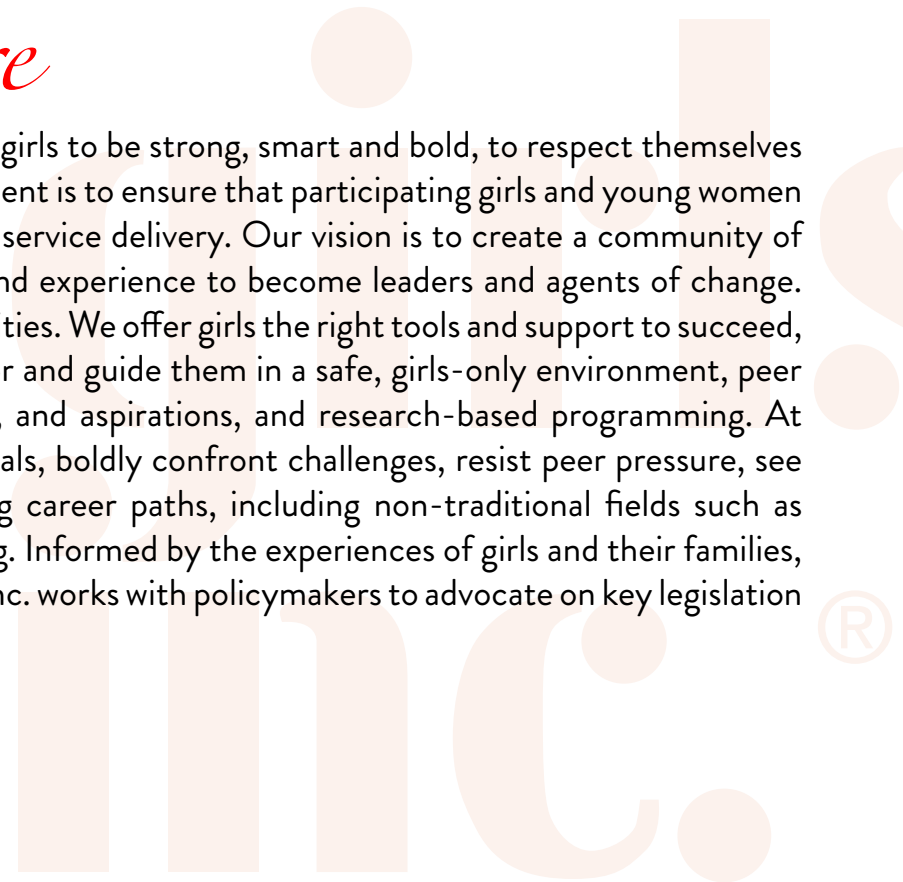 re
girls to be strong, smart and bold, to respect themselves
ent is to ensure that participating girls and young women
service delivery. Our vision is to create a community of
nd experience to become leaders and agents of change.
ties. We offer girls the right tools and support to succeed,
r and guide them in a safe, girls-only environment, peer
, and aspirations, and research-based programming. At
als, boldly confront challenges, resist peer pressure, see
g career paths, including non-traditional fields such as
g. Informed by the experiences of girls and their families,
nc. works with policymakers to advocate on key legislation
girls
inc.®